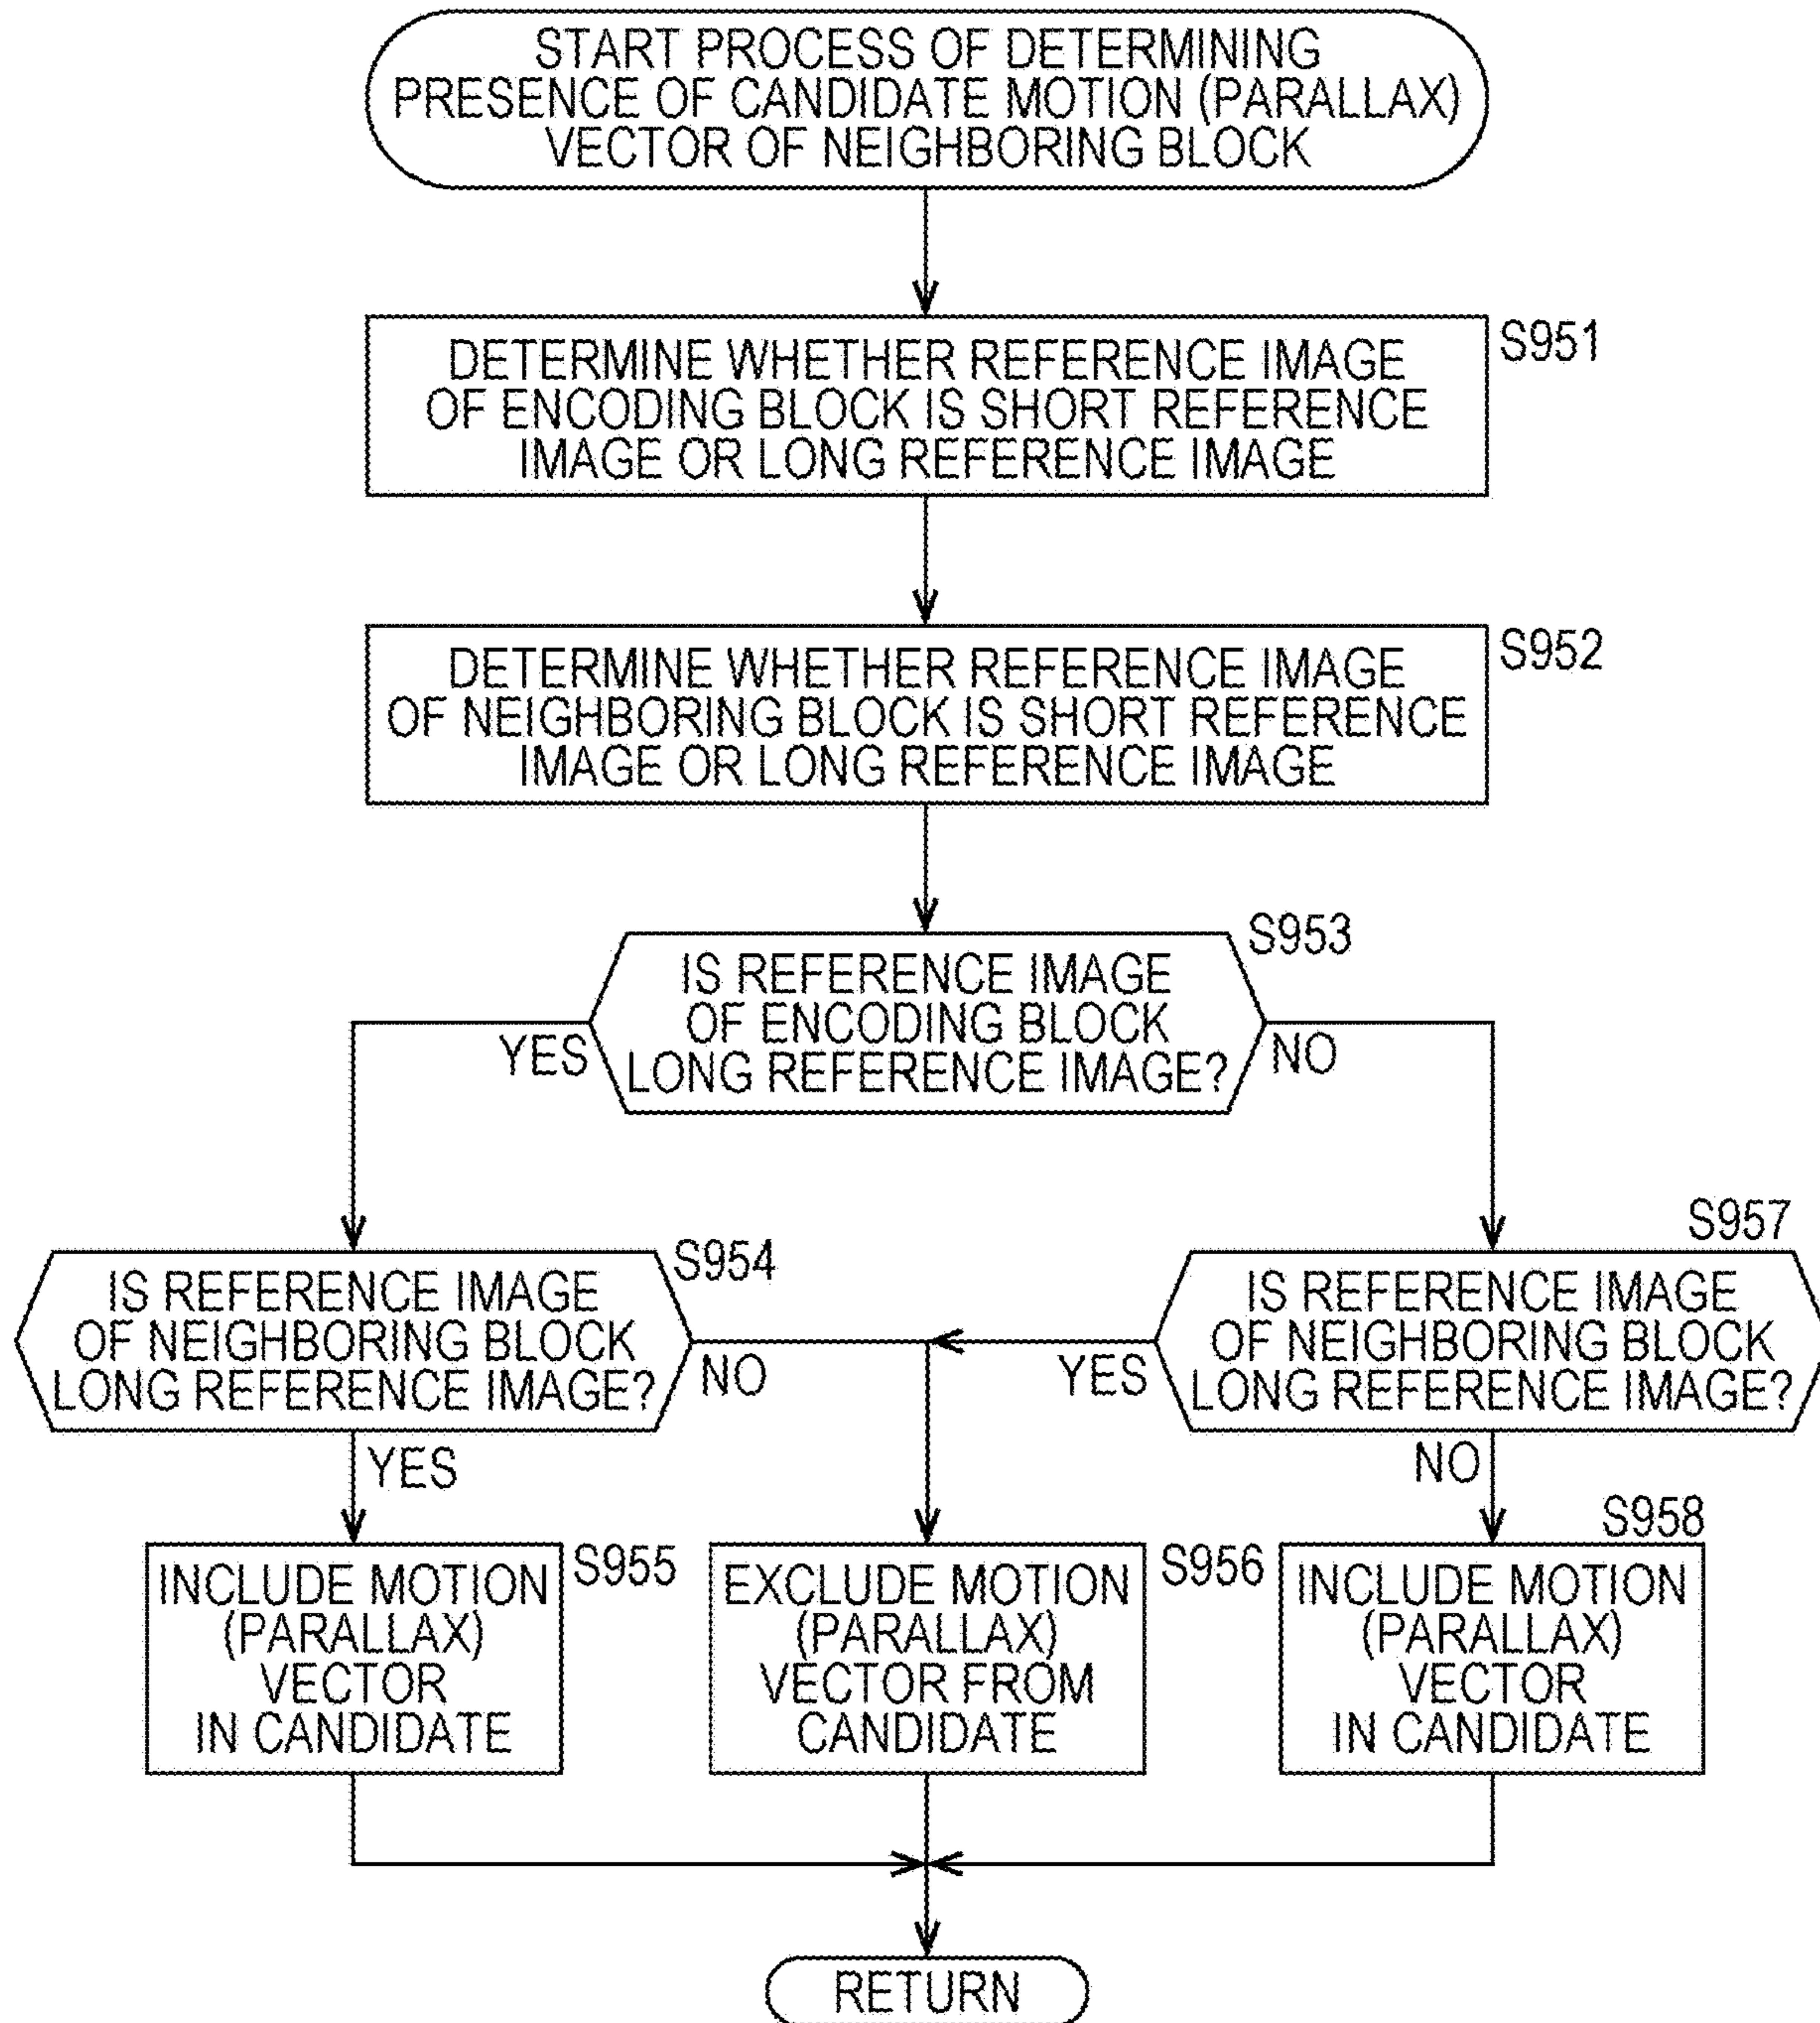 START PROCESS OF DETERMINING
PRESENCE OF CANDIDATE MOTION (PARALLAX)
VECTOR OF NEIGHBORING BLOCK
S951
DETERMINE WHETHER REFERENCE IMAGE
OF ENCODING BLOCK IS SHORT REFERENCE
IMAGE OR LONG REFERENCE IMAGE
S952
DETERMINE WHETHER REFERENCE IMAGE
OF NEIGHBORING BLOCK IS SHORT REFERENCE
IMAGE OR LONG REFERENCE IMAGE
S953
IS REFERENCE IMAGE
OF ENCODING BLOCK
LONG REFERENCE IMAGE?
YES
NO
S954
IS REFERENCE IMAGE
OF NEIGHBORING BLOCK
LONG REFERENCE IMAGE?
NO
YES
S957
IS REFERENCE IMAGE
OF NEIGHBORING BLOCK
LONG REFERENCE IMAGE?
YES
NO
S955
INCLUDE MOTION
(PARALLAX)
VECTOR
IN CANDIDATE
S956
EXCLUDE MOTION
(PARALLAX)
VECTOR FROM
CANDIDATE
S958
INCLUDE MOTION
(PARALLAX)
VECTOR
IN CANDIDATE
RETURN